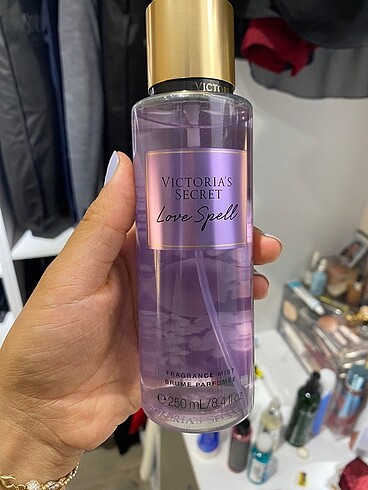 VICTORIA'S
SECRET
Love Spell
FRAGRANCE MIST
BRUME PARFUMÉE
℮ 250 mL/8.4 fl oz